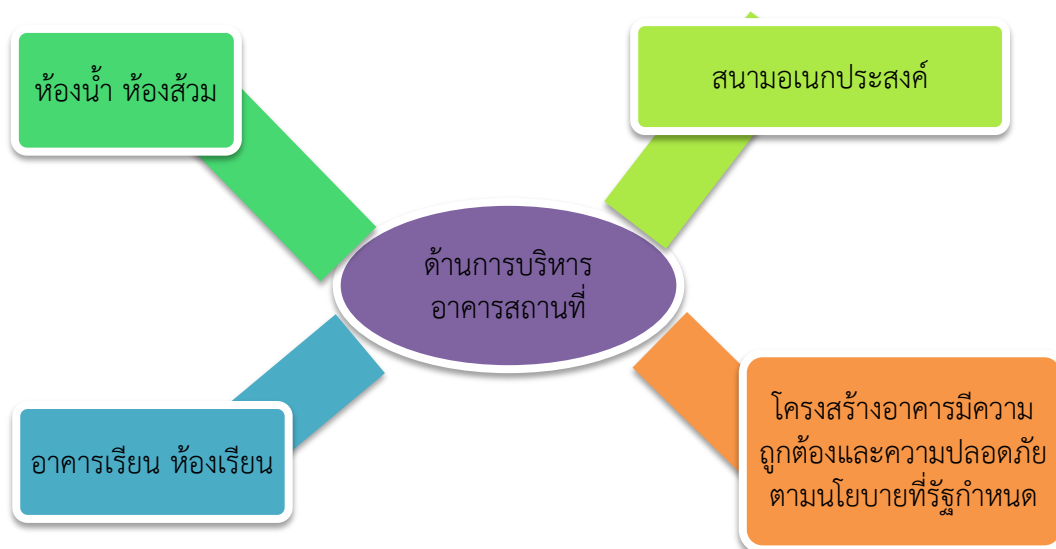 ห้องน้ำ ห้องส้วม
สนามอเนกประสงค์
ด้านการบริหาร
อาคารสถานที่
อาคารเรียน ห้องเรียน
โครงสร้างอาคารมีความ
ถูกต้องและความปลอดภัย
ตามนโยบายที่รัฐกำหนด